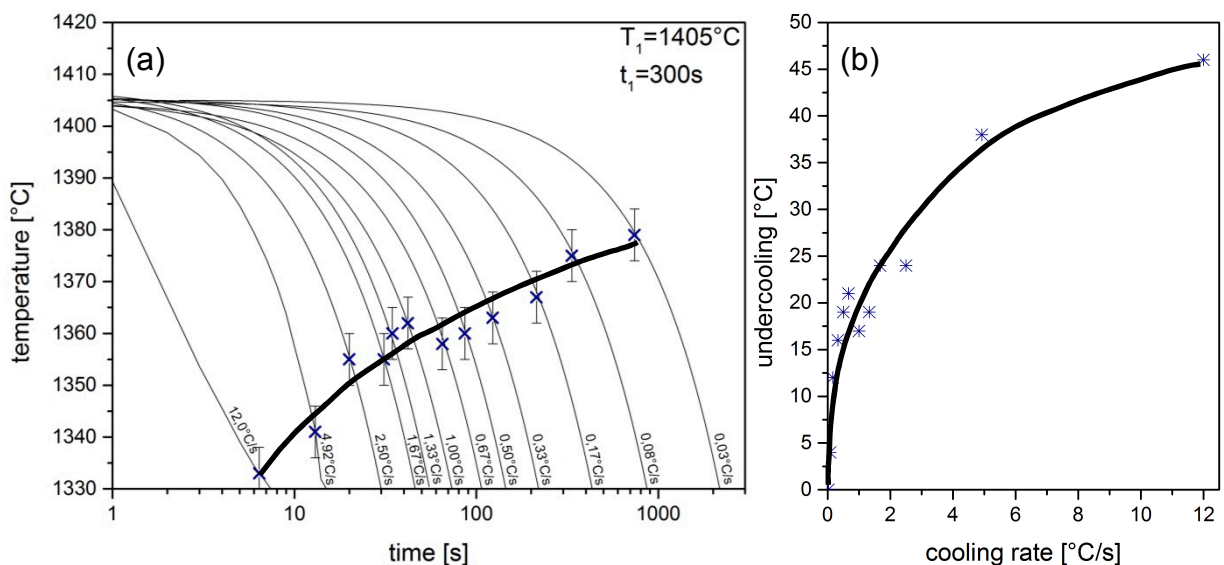 (a)
T1=1405°C
t1=300s
temperature [°C]
1420
1410
1400
1390
1380
1370
1360
1350
1340
1330
12,0°C/s
4,92°C/s
2,50°C/s
1,67°C/s
1,33°C/s
1,00°C/s
0,67°C/s
0,50°C/s
0,33°C/s
0,17°C/s
0,08°C/s
0,03°C/s
1 10 100 1000
time [s]
(b)
undercooling [°C]
50
45
40
35
30
25
20
15
10
5
0
0 2 4 6 8 10 12
cooling rate [°C/s]